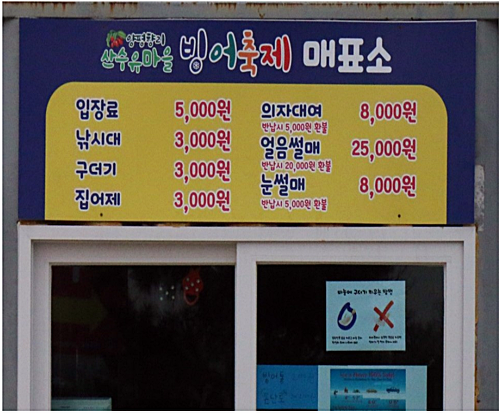 양평향리
산수유마을 빙어축제 매표소
입장료 5,000원
낚시대 3,000원
구더기 3,000원
집어제 3,000원
의자대여 8,000원
반납시 5,000원 환불
얼음썰매 25,000원
반납시 20,000원 환불
눈썰매 8,000원
반납시 5,000원 환불